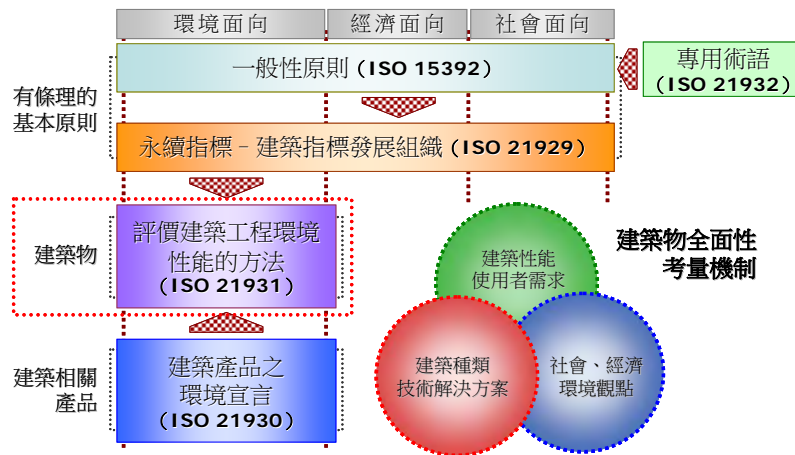 環境面向
經濟面向
社會面向
一般性原則 (ISO 15392)
專用術語
(ISO 21932)
有條理的
基本原則
永續指標 - 建築指標發展組織 (ISO 21929)
建築物
評價建築工程環境
性能的方法
(ISO 21931)
建築性能
使用者需求
建築物全面性
考量機制
建築相關
產品
建築產品之
環境宣言
(ISO 21930)
建築種類
技術解決方案
社會、經濟
環境觀點